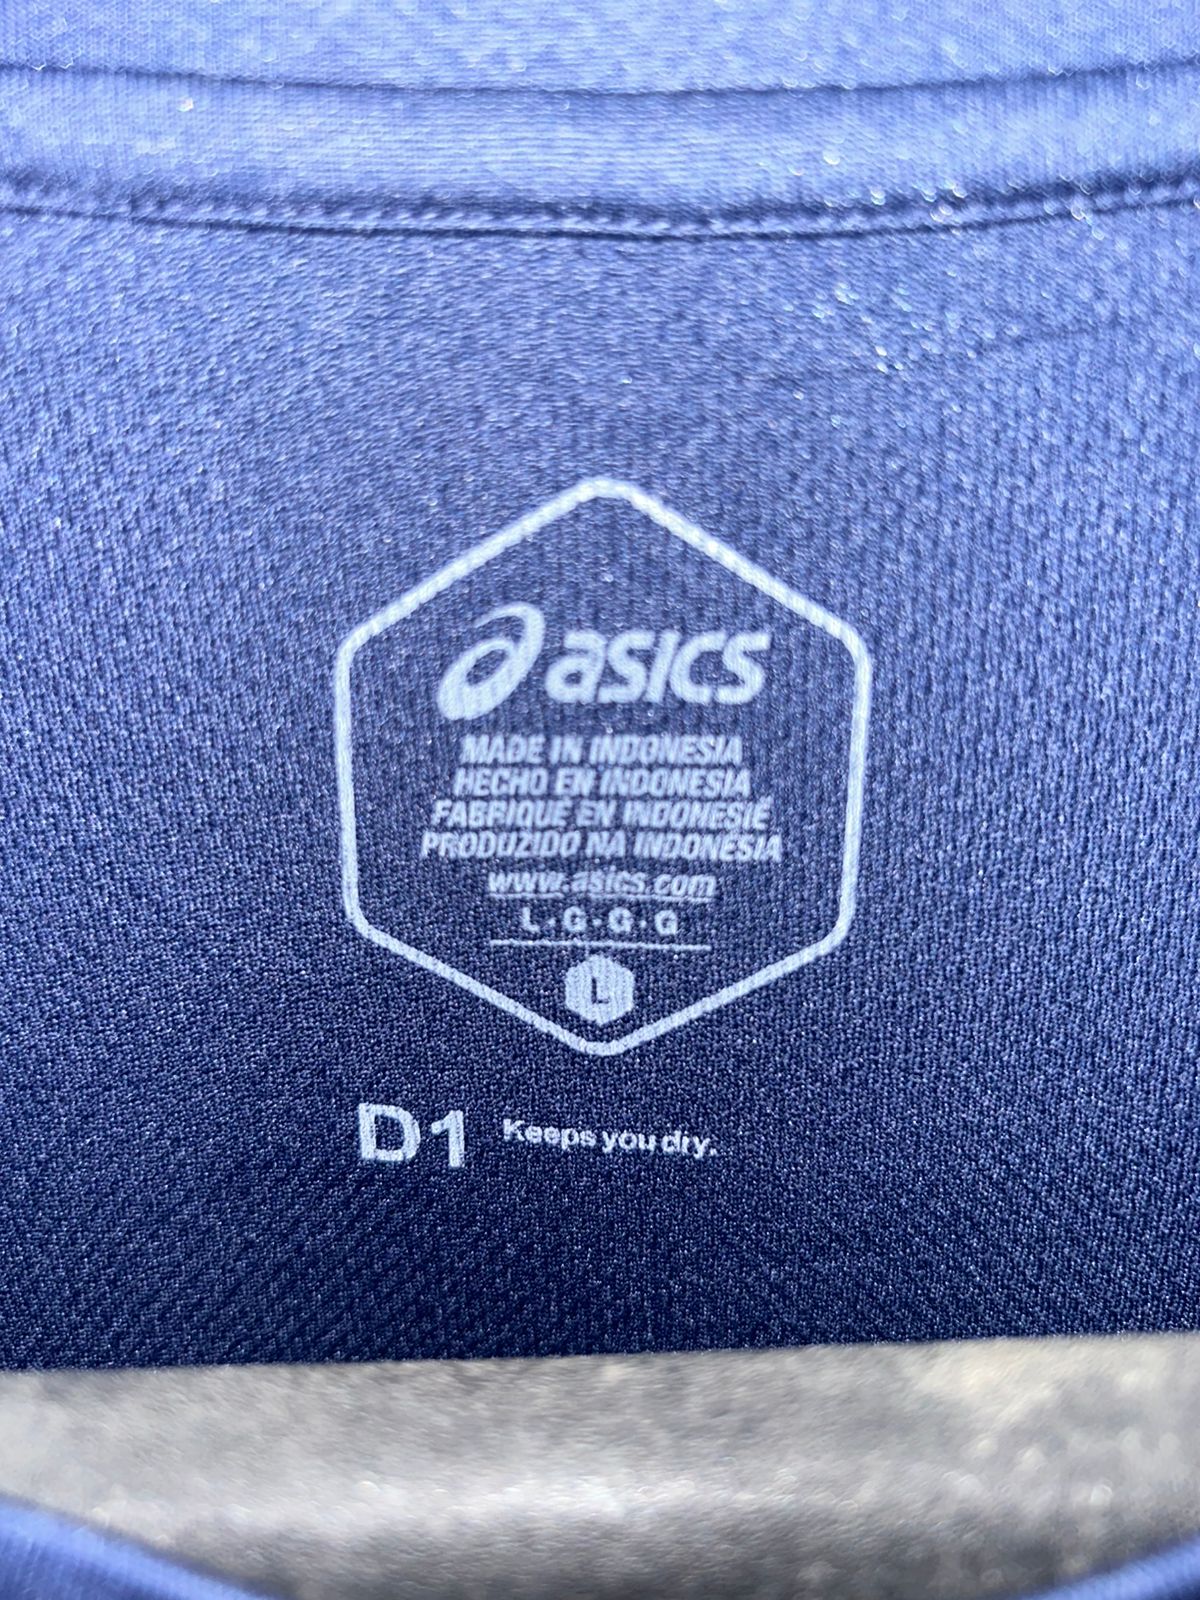 asics
MADE IN INDONESIA
HECHO EN INDONESIA
FABRIQUÉ EN INDONESIE
PRODUZIDO NA INDONÉSIA
www.asics.com
L·G·G·G
L
D1 Keeps you dry.